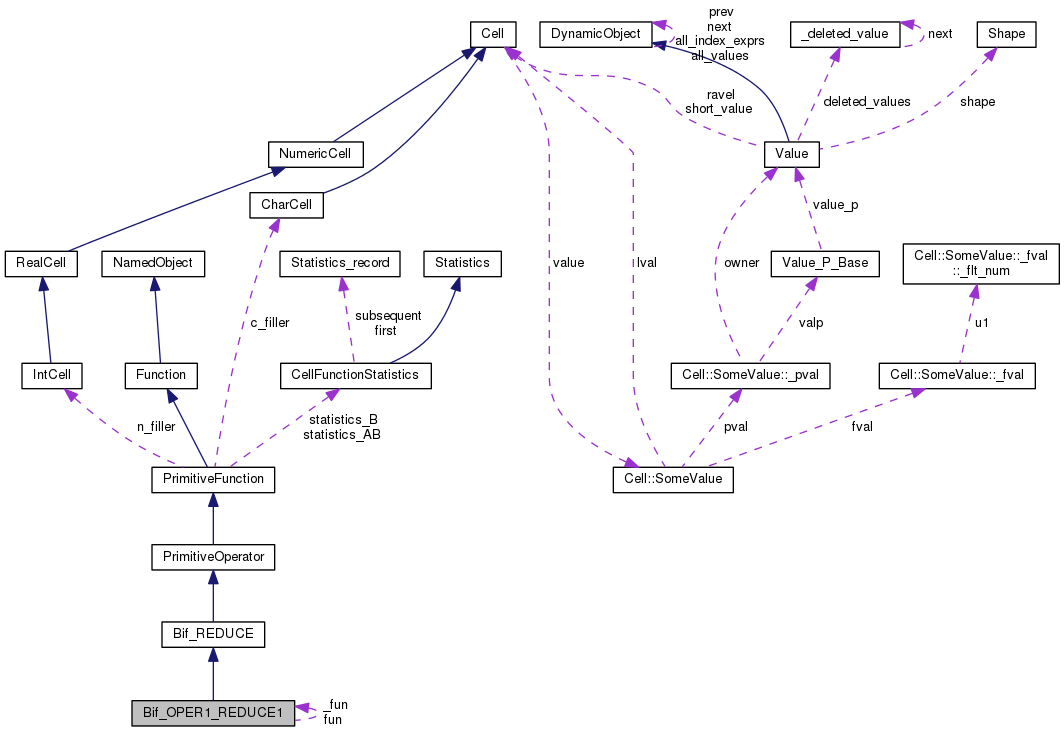 prev
next
all_index_exprs
all_values
Cell
DynamicObject
_deleted_value
next
Shape
ravel
short_value
deleted_values
shape
NumericCell
Value
CharCell
value_p
RealCell
NamedObject
Statistics_record
Statistics
value
lval
owner
Value_P_Base
Cell::SomeValue::_fval
::_flt_num
c_filler
subsequent
first
valp
u1
IntCell
Function
CellFunctionStatistics
Cell::SomeValue::_pval
Cell::SomeValue::_fval
n_filler
statistics_B
statistics_AB
pval
fval
PrimitiveFunction
Cell::SomeValue
PrimitiveOperator
Bif_REDUCE
Bif_OPER1_REDUCE1
_fun
fun